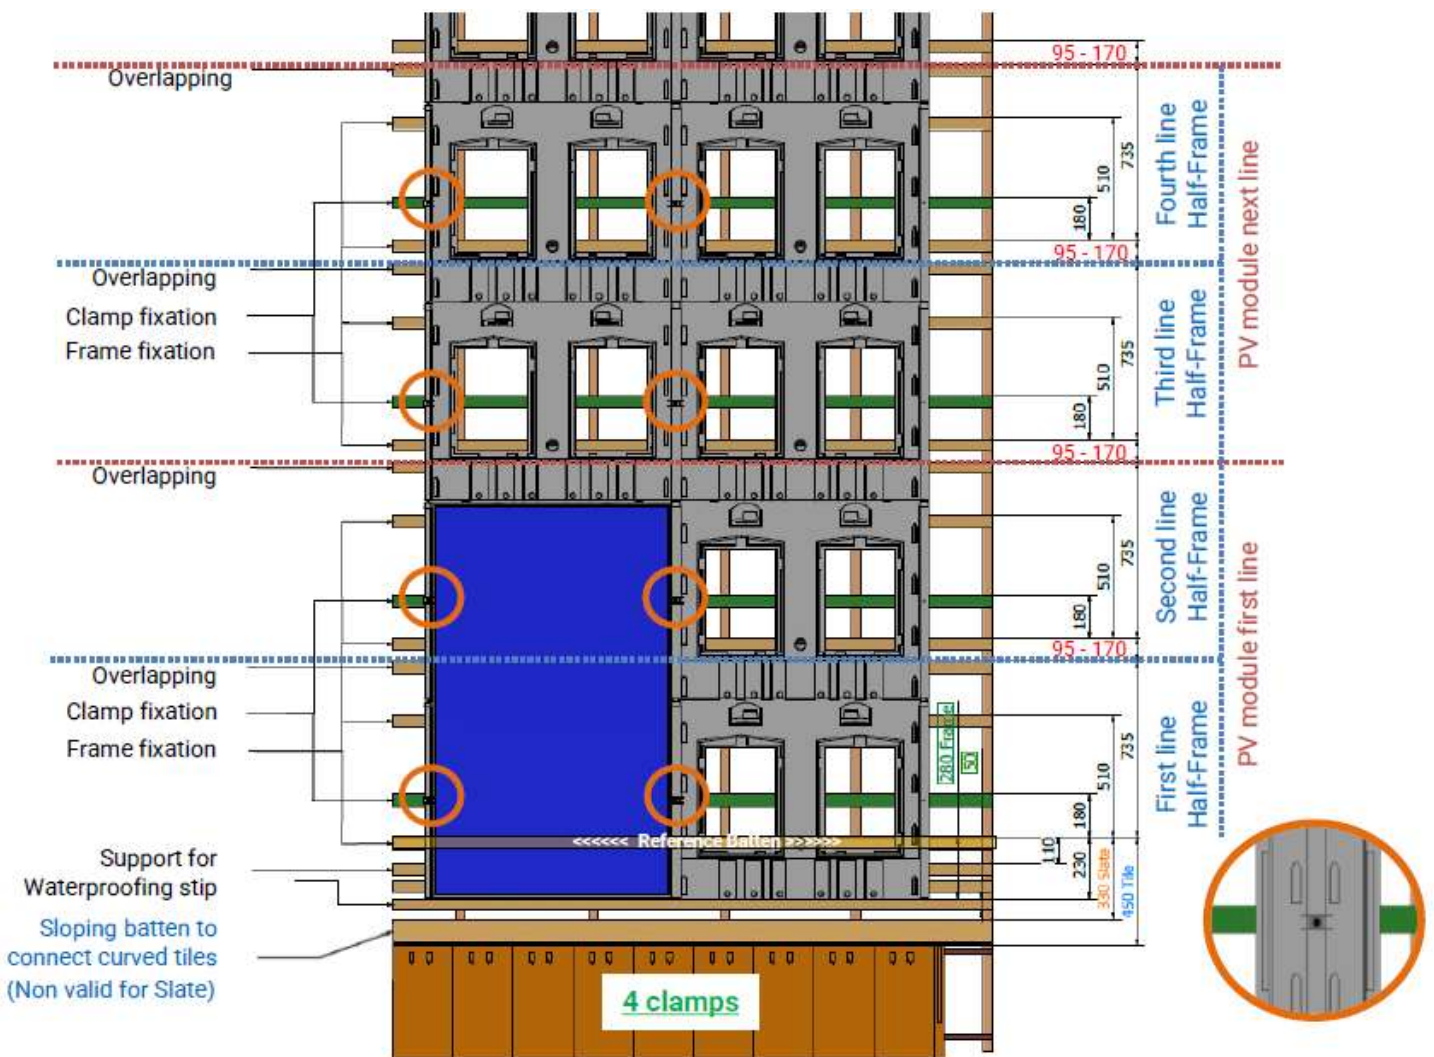 Overlapping
Overlapping
Clamp fixation
Frame fixation
Overlapping
Overlapping
Clamp fixation
Frame fixation
Support for
Waterproofing stip
Sloping batten to
connect curved tiles
(Non valid for Slate)
<<<<<< Reference Batten >>>>>>
4 clamps
95 - 170
735
510
180
95 - 170
735
510
180
95 - 170
735
510
180
95 - 170
735
510
180
280 Frame
50
110
230
330 Slate
450 Tile
Fourth line
Half-Frame
Third line
Half-Frame
Second line
Half-Frame
First line
Half-Frame
PV module next line
PV module first line